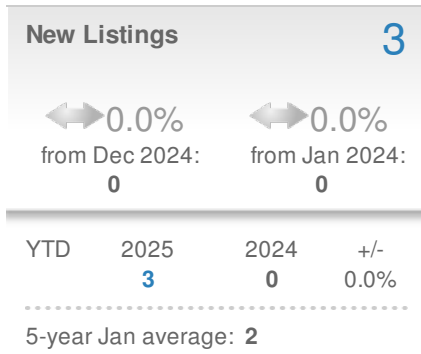 New Listings 3
0.0% 0.0%
from Dec 2024: from Jan 2024:
0 0
YTD 2025 2024 +/-
3 0 0.0%
5-year Jan average: 2